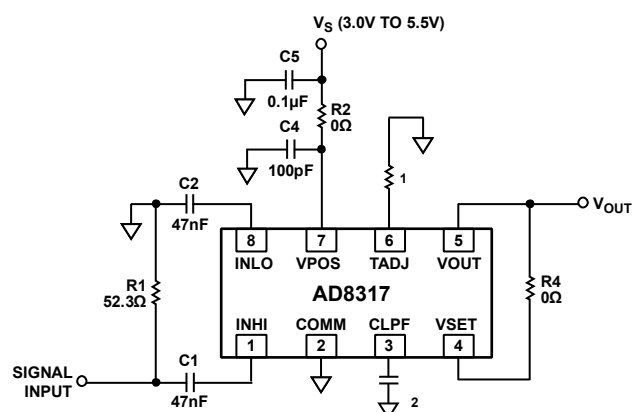 VS (3.0V TO 5.5V)
C5
0.1µF
R2
0Ω
C4
100pF
1
C2
47nF
VOUT
8 7 6 5
INLO VPOS TADJ VOUT
R1
52.3Ω
AD8317
R4
0Ω
INHI COMM CLPF VSET
1 2 3 4
SIGNAL
INPUT
C1
47nF
2